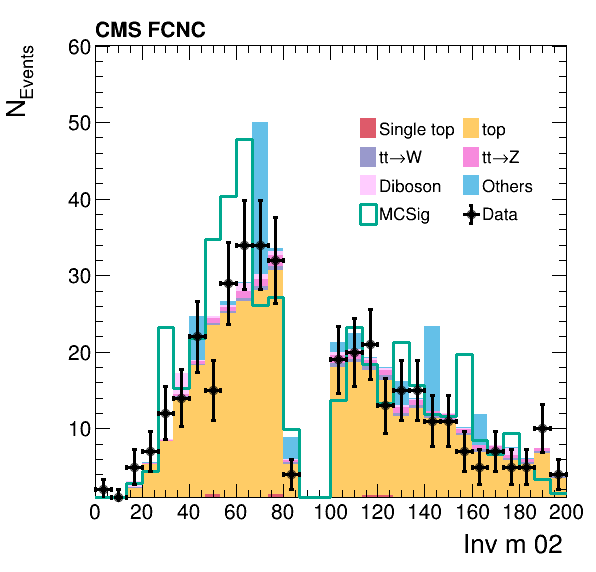 CMS FCNC
N_Events
60
50
40
30
20
10
Single top
top
tt→W
tt→Z
Diboson
Others
MCSig
Data
0 20 40 60 80 100 120 140 160 180 200
Inv m 02